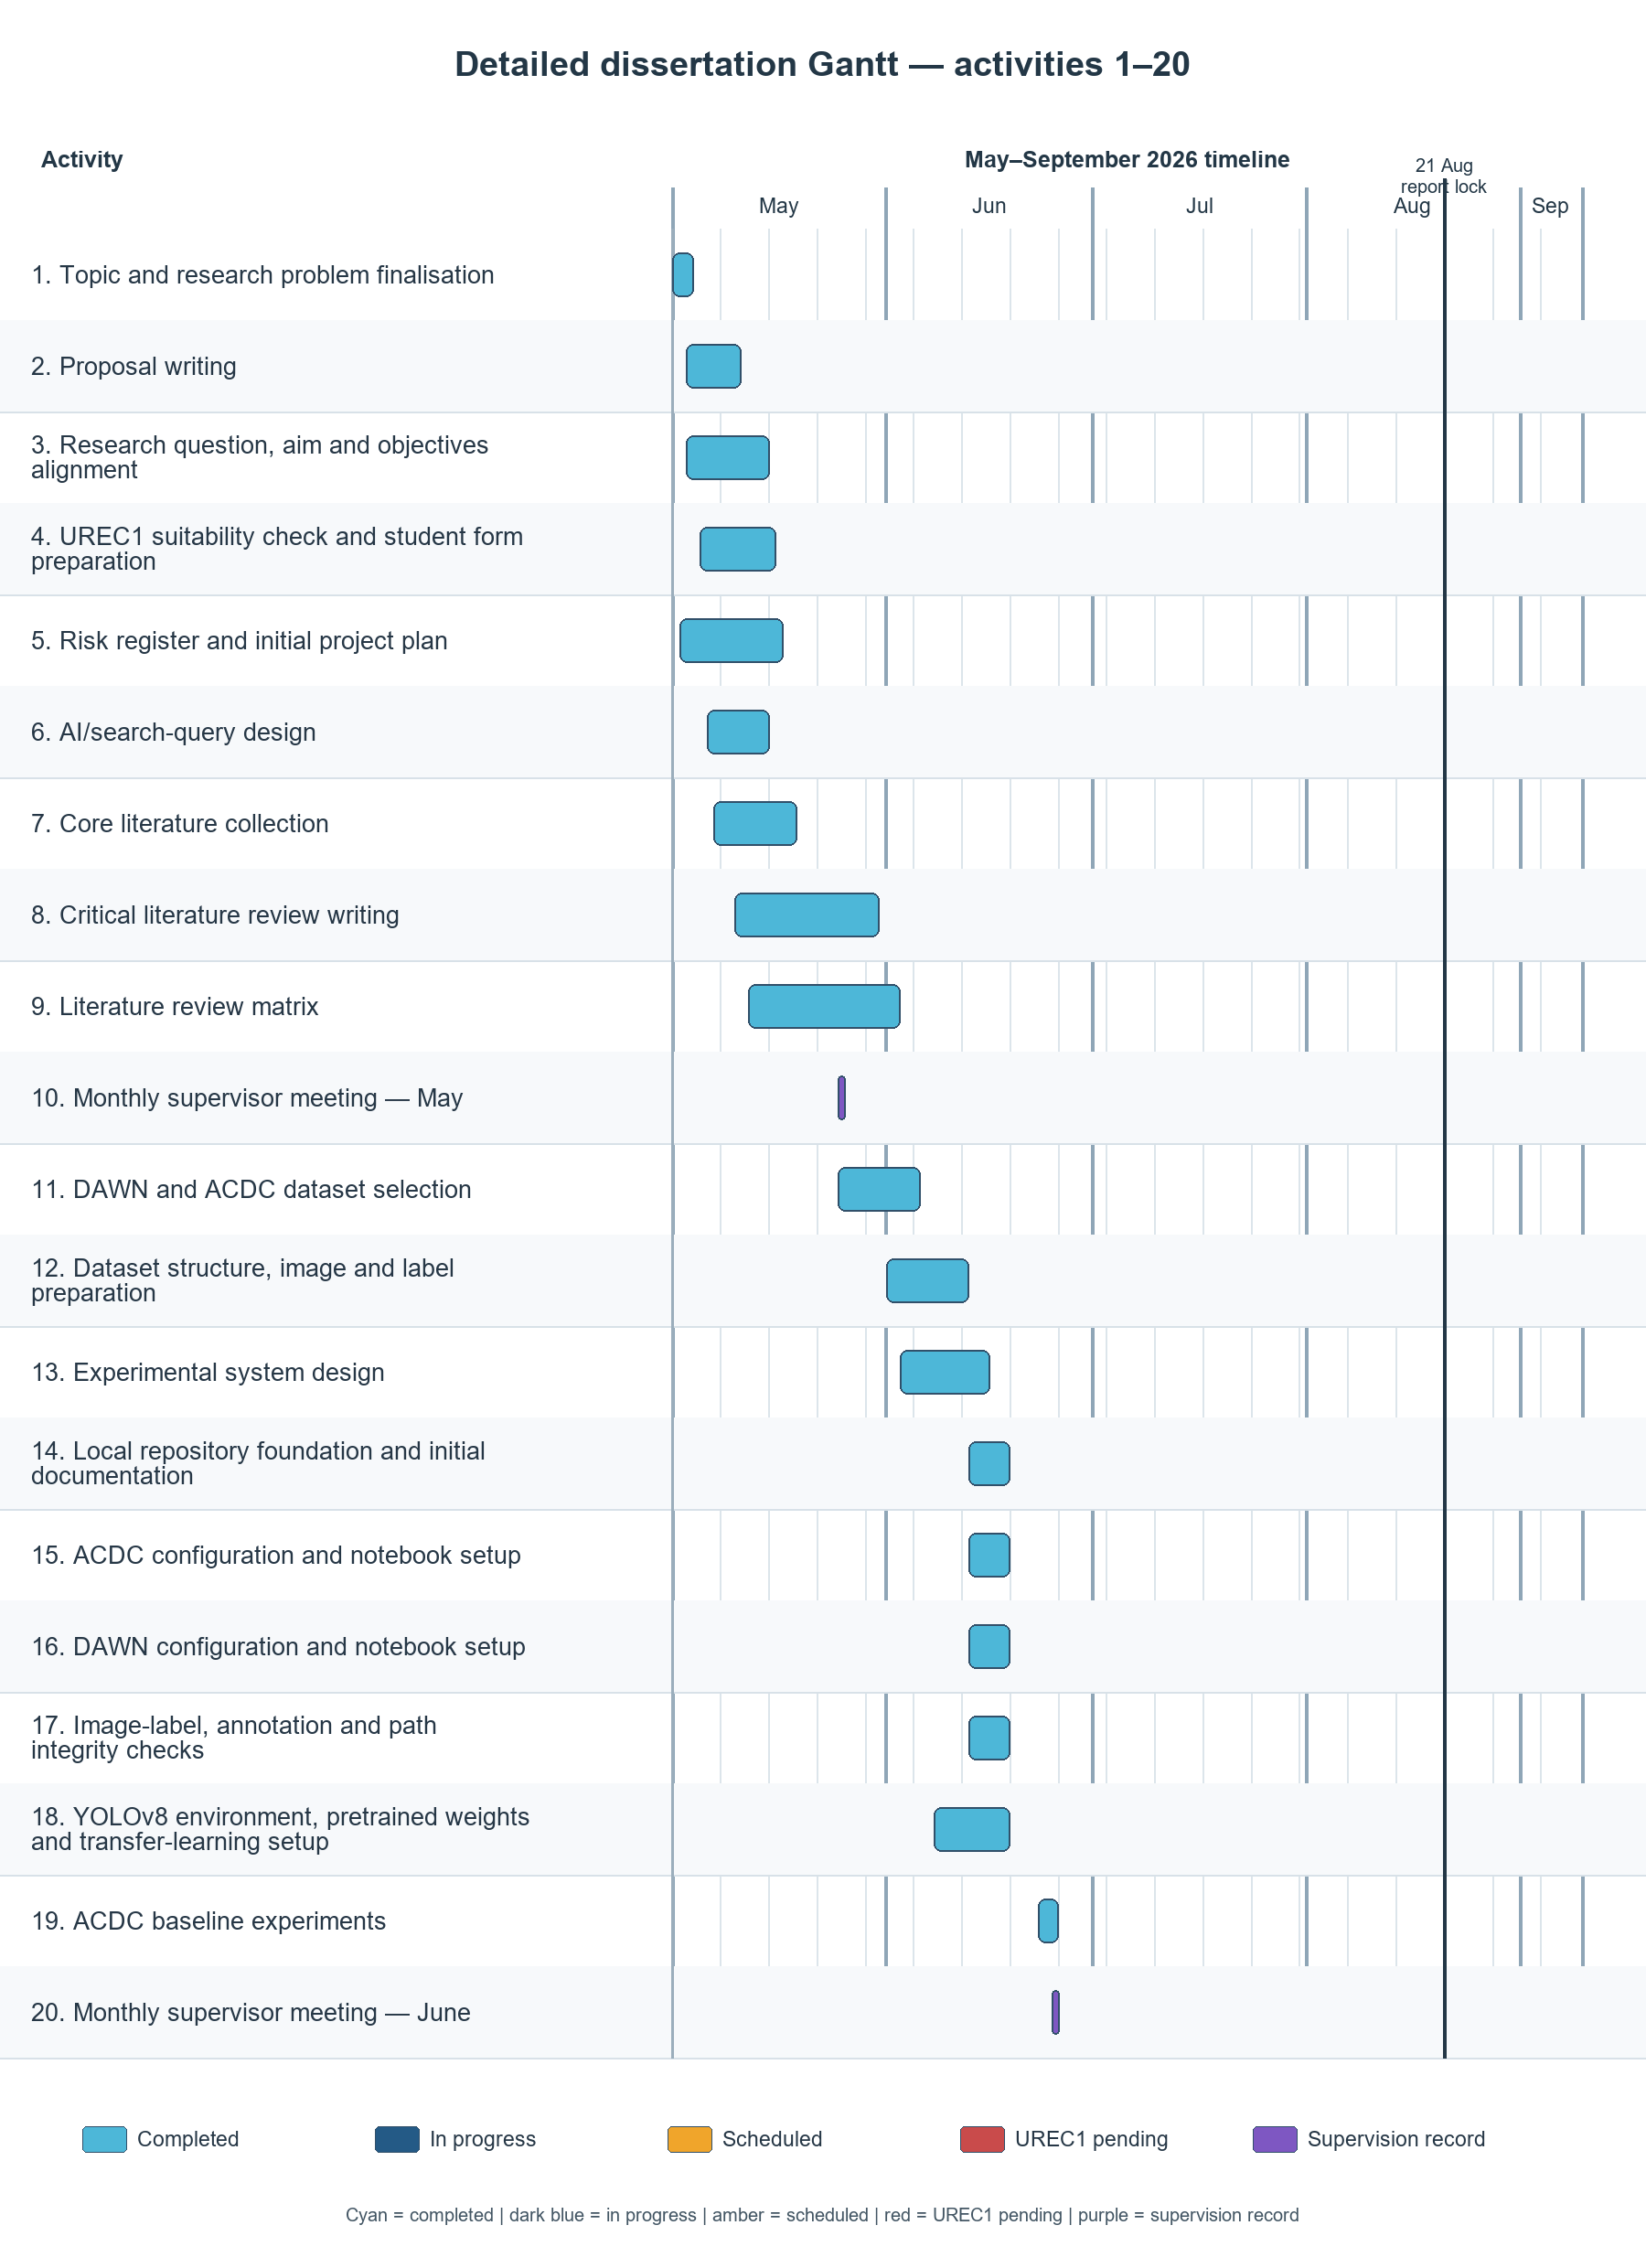 Detailed dissertation Gantt — activities 1–20
Activity
May–September 2026 timeline
21 Aug
report lock
May
Jun
Jul
Aug
Sep
1. Topic and research problem finalisation
2. Proposal writing
3. Research question, aim and objectives
alignment
4. UREC1 suitability check and student form
preparation
5. Risk register and initial project plan
6. AI/search-query design
7. Core literature collection
8. Critical literature review writing
9. Literature review matrix
10. Monthly supervisor meeting — May
11. DAWN and ACDC dataset selection
12. Dataset structure, image and label
preparation
13. Experimental system design
14. Local repository foundation and initial
documentation
15. ACDC configuration and notebook setup
16. DAWN configuration and notebook setup
17. Image-label, annotation and path
integrity checks
18. YOLOv8 environment, pretrained weights
and transfer-learning setup
19. ACDC baseline experiments
20. Monthly supervisor meeting — June
Completed
In progress
Scheduled
UREC1 pending
Supervision record
Cyan = completed | dark blue = in progress | amber = scheduled | red = UREC1 pending | purple = supervision record